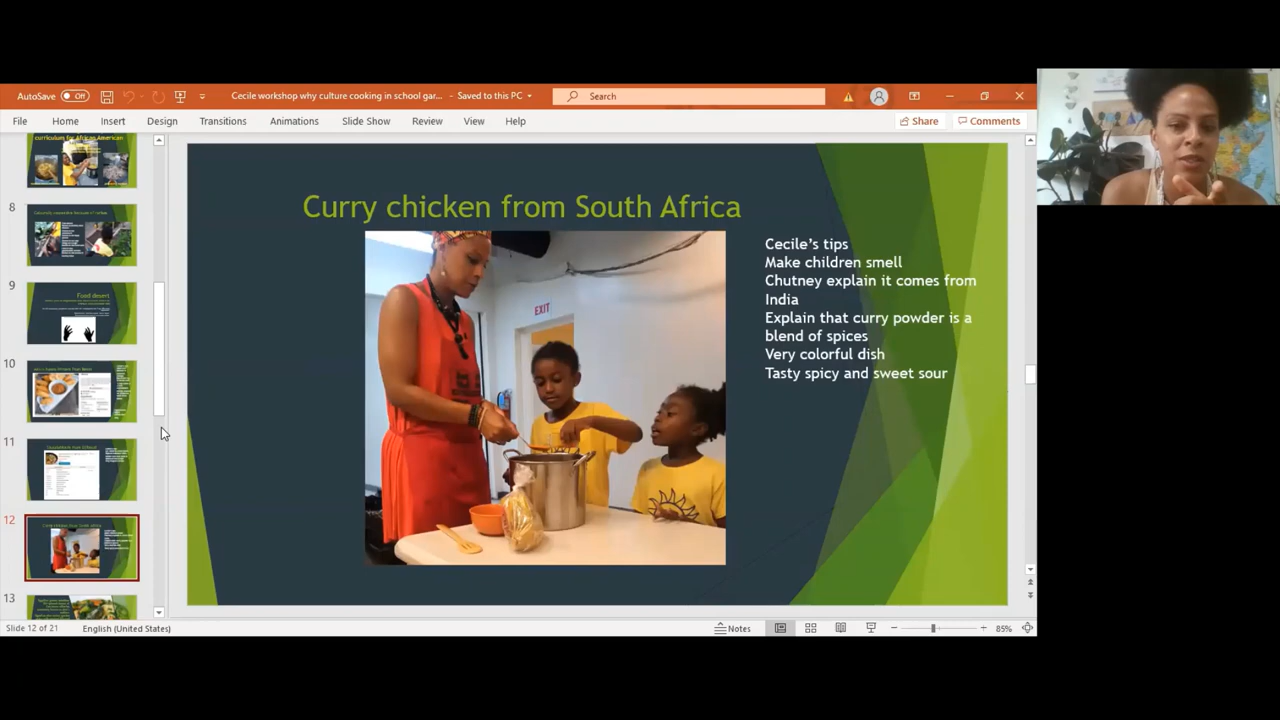 AutoSave Off
Cecile workshop why culture cooking in school gar... - Saved to this PC
Search
File Home Insert Design Transitions Animations Slide Show Review View Help
Share Comments
curriculum for African American
8
9
Food desert
10
11
12
13
Curry chicken from South Africa
EXIT
Cecile's tips
Make children smell
Chutney explain it comes from
India
Explain that curry powder is a
blend of spices
Very colorful dish
Tasty spicy and sweet sour
Slide 12 of 21 English (United States) Notes 85%